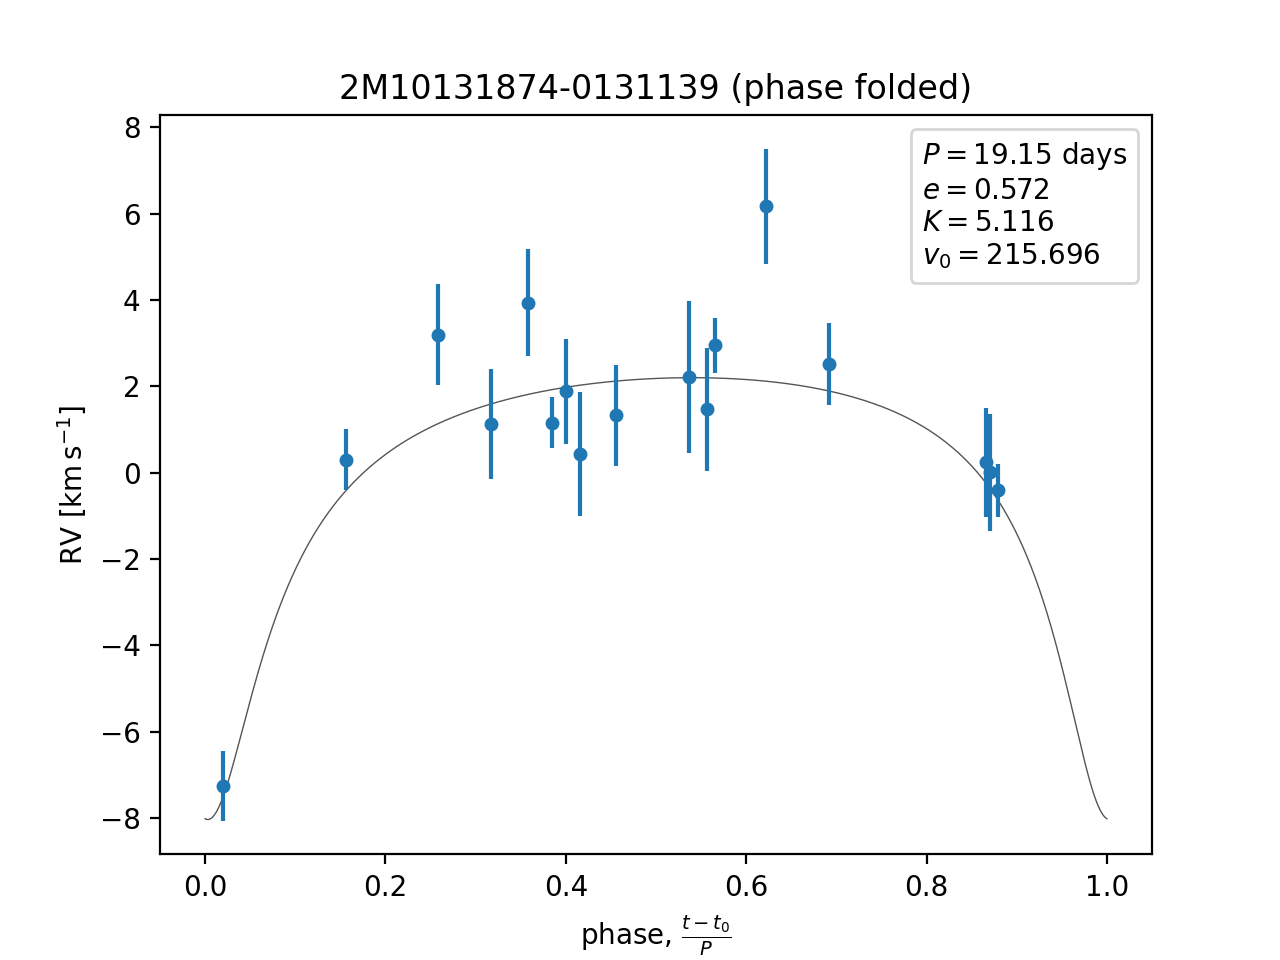 2M10131874-0131139 (phase folded)
P = 19.15 days
e = 0.572
K = 5.116
v₀ = 215.696
RV [km s⁻¹]
8
6
4
2
0
−2
−4
−6
−8
0.0 0.2 0.4 0.6 0.8 1.0
phase, (t − t₀)/P